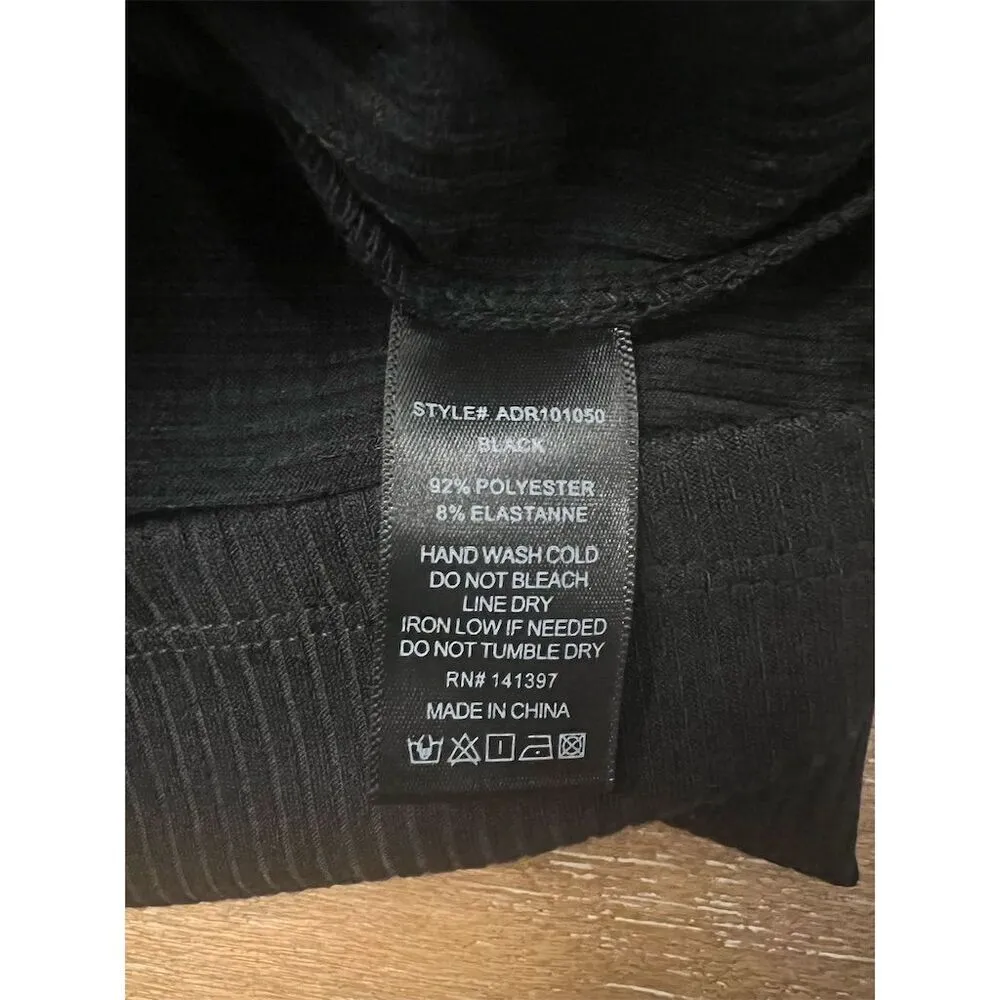 STYLE# ADR101050
BLACK
92% POLYESTER
8% ELASTANNE
HAND WASH COLD
DO NOT BLEACH
LINE DRY
IRON LOW IF NEEDED
DO NOT TUMBLE DRY
RN# 141397
MADE IN CHINA